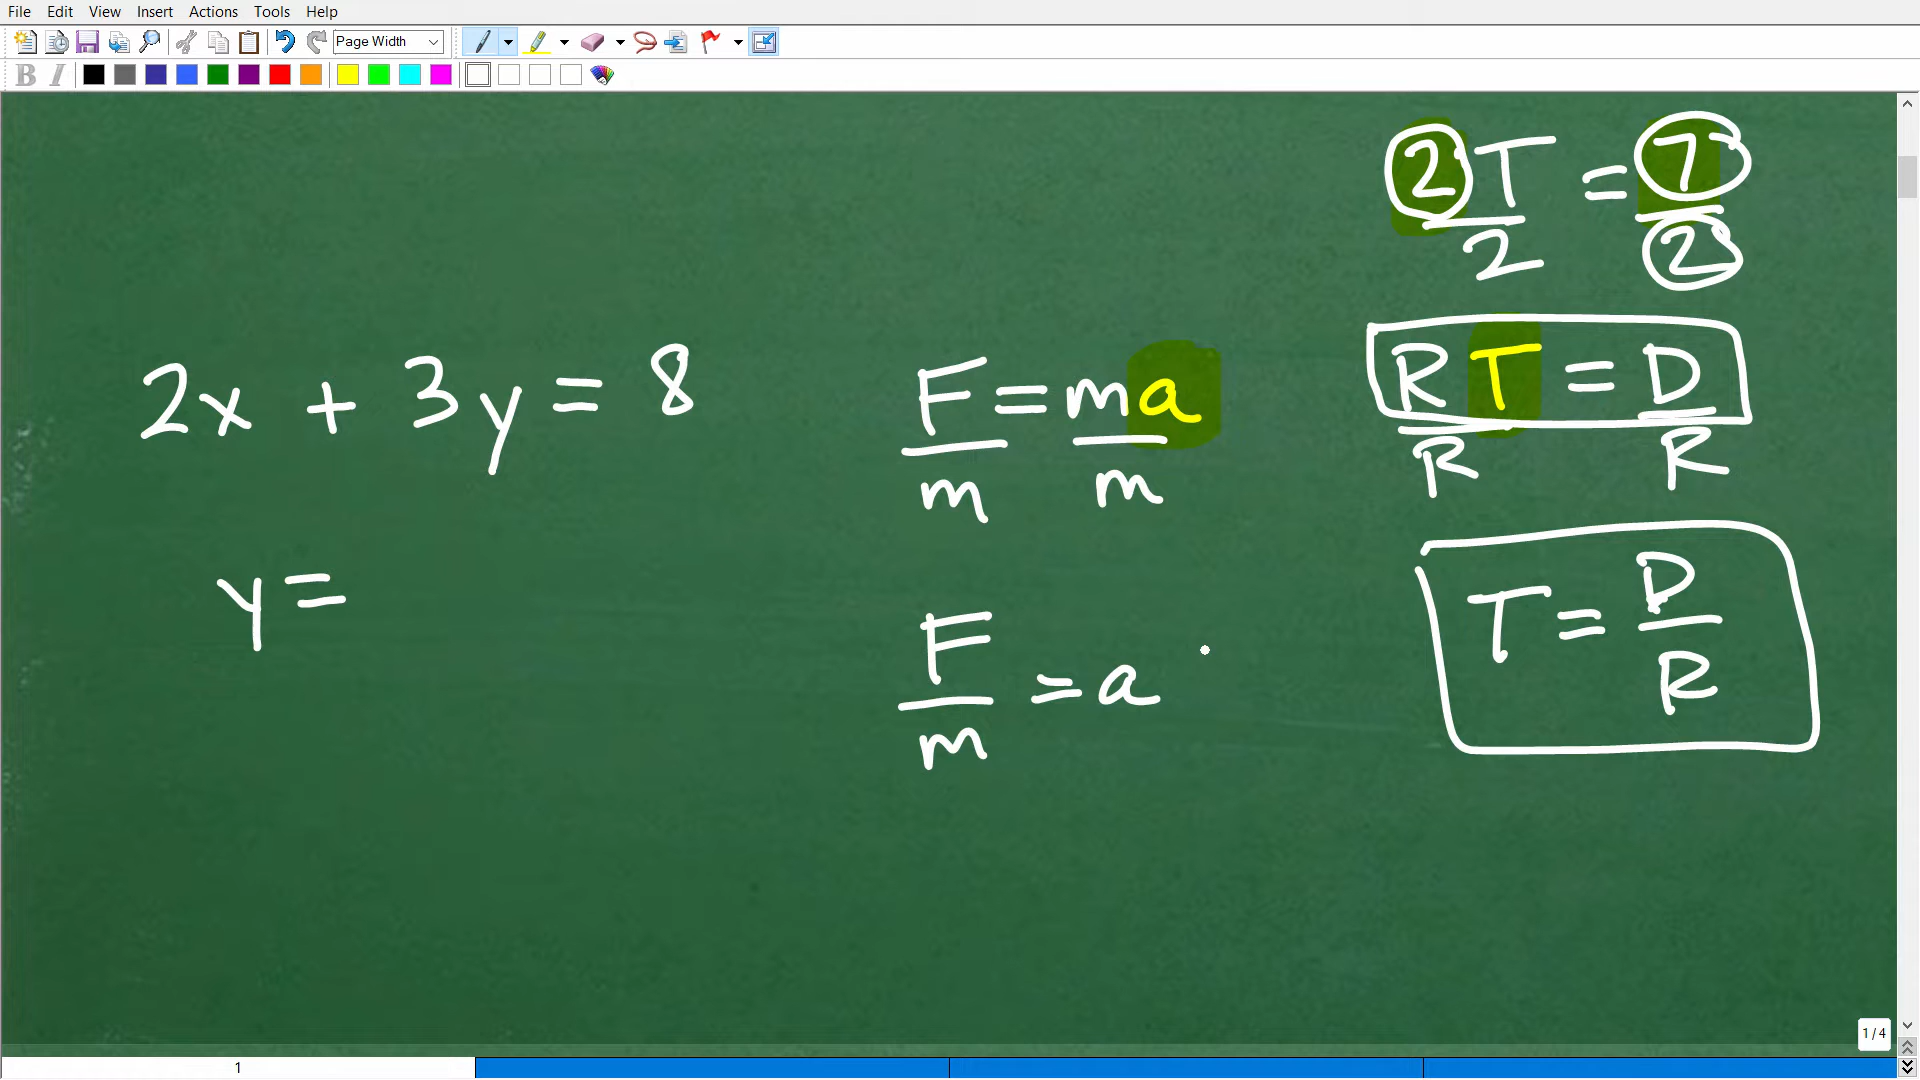 File Edit View Insert Actions Tools Help
Page Width
B I
2T/2 = 7/2
2x + 3y = 8
F/m = ma/m
RT/R = D/R
y =
F/m = a
T = D/R
1 / 4
1